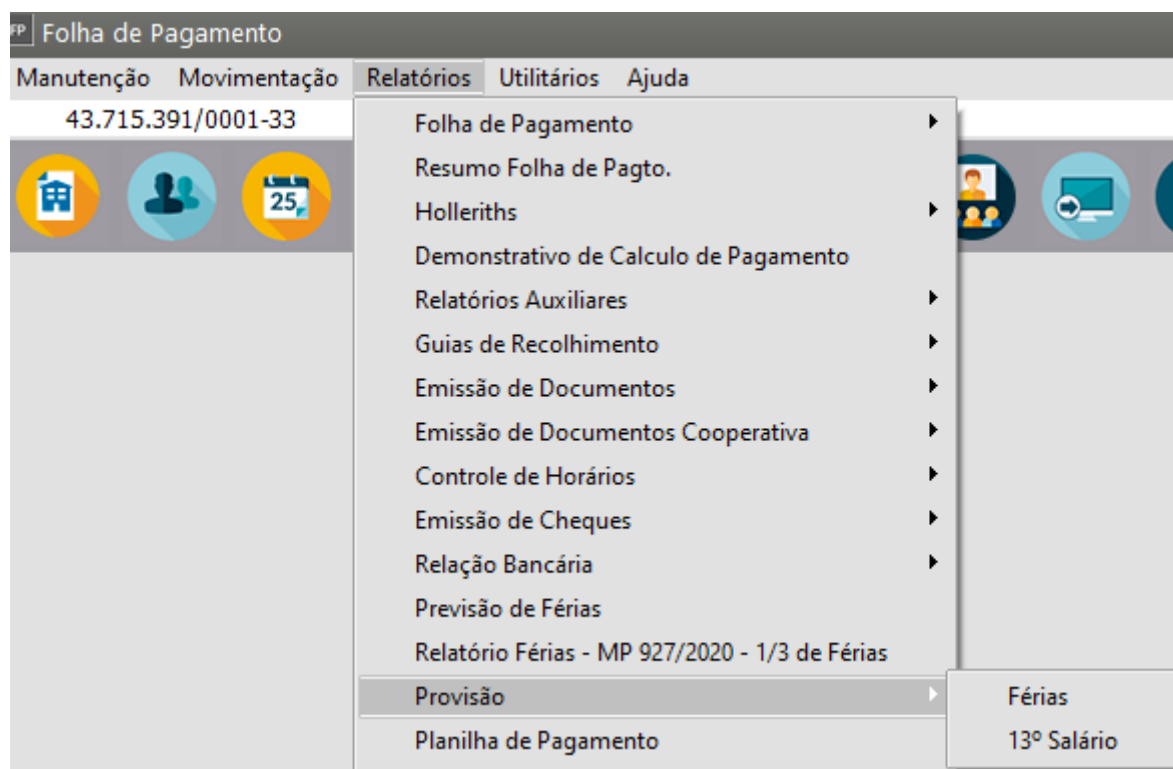 FP Folha de Pagamento
Manutenção Movimentação Relatórios Utilitários Ajuda
43.715.391/0001-33
25
Folha de Pagamento
Resumo Folha de Pagto.
Holleriths
Demonstrativo de Calculo de Pagamento
Relatórios Auxiliares
Guias de Recolhimento
Emissão de Documentos
Emissão de Documentos Cooperativa
Controle de Horários
Emissão de Cheques
Relação Bancária
Previsão de Férias
Relatório Férias - MP 927/2020 - 1/3 de Férias
Provisão
Férias
Planilha de Pagamento
13º Salário